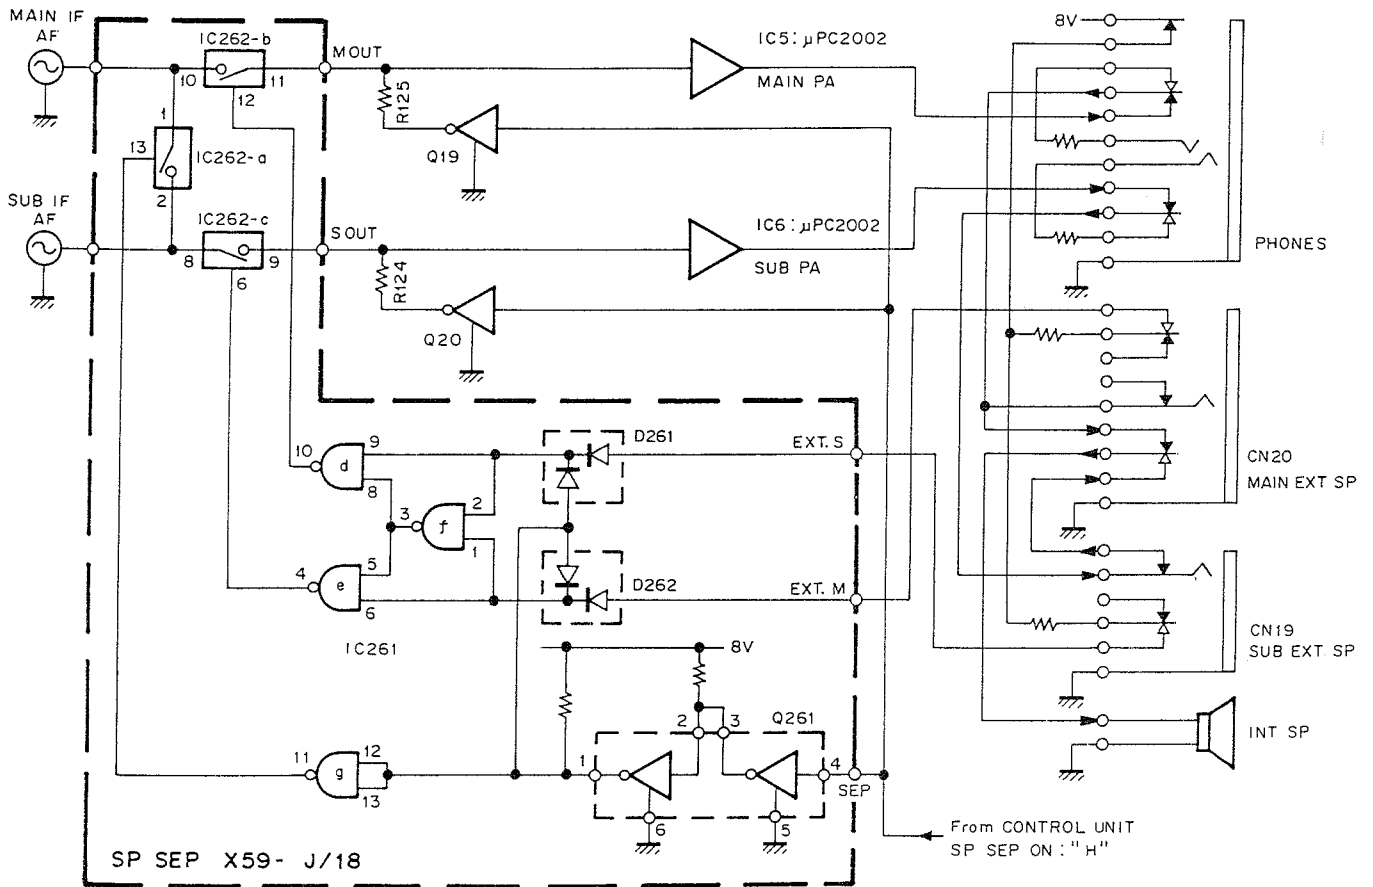 MAIN IF
AF
IC262-b
10
11
12
M OUT
IC5: μPC2002
MAIN PA
8V
R125
Q19
1
13
IC262-a
2
SUB IF
AF
IC262-c
8
9
6
S OUT
IC6: μPC2002
SUB PA
R124
Q20
PHONES
D261
EXT. S
10
d
9
8
3
f
2
1
4
e
5
6
IC261
D262
EXT. M
CN20
MAIN EXT SP
CN19
SUB EXT. SP
8V
2
3
Q261
11
g
12
13
1
4
SEP
6
5
INT SP
From CONTROL UNIT
SP SEP ON : "H"
SP SEP X59- J/18